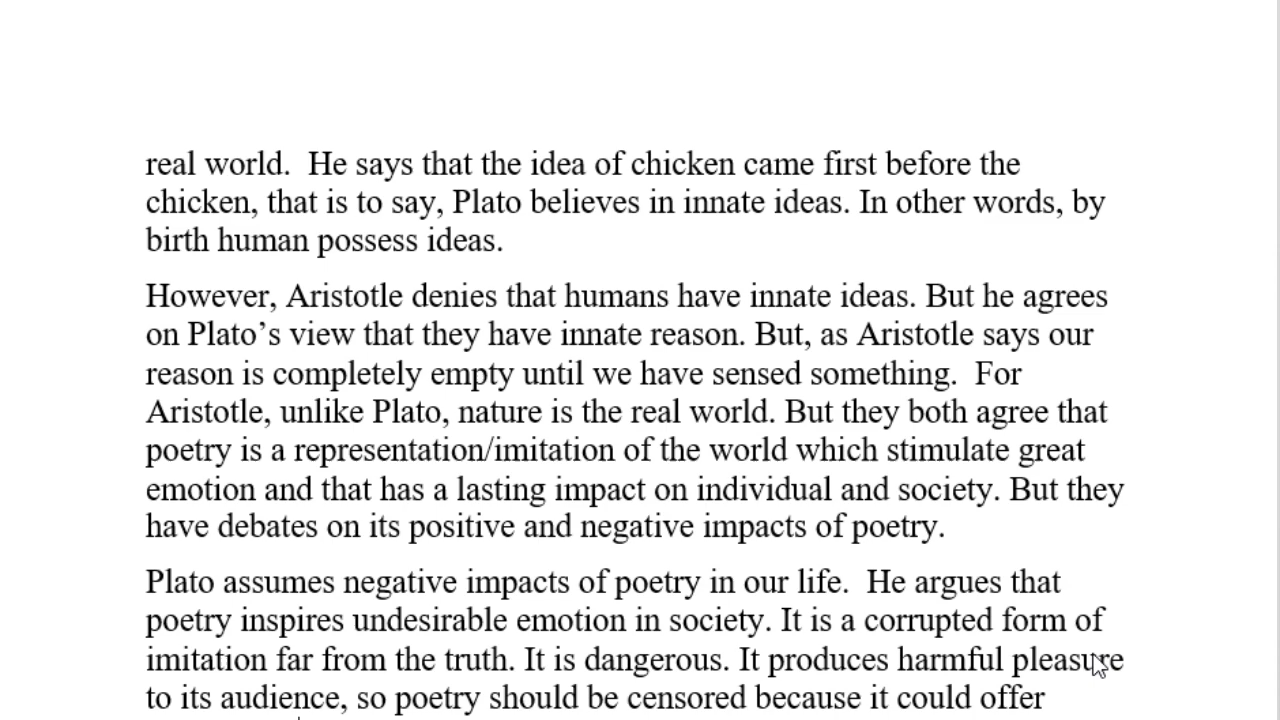 real world.  He says that the idea of chicken came first before the
chicken, that is to say, Plato believes in innate ideas. In other words, by
birth human possess ideas.
However, Aristotle denies that humans have innate ideas. But he agrees
on Plato’s view that they have innate reason. But, as Aristotle says our
reason is completely empty until we have sensed something.  For
Aristotle, unlike Plato, nature is the real world. But they both agree that
poetry is a representation/imitation of the world which stimulate great
emotion and that has a lasting impact on individual and society. But they
have debates on its positive and negative impacts of poetry.
Plato assumes negative impacts of poetry in our life.  He argues that
poetry inspires undesirable emotion in society. It is a corrupted form of
imitation far from the truth. It is dangerous. It produces harmful pleasure
to its audience, so poetry should be censored because it could offer